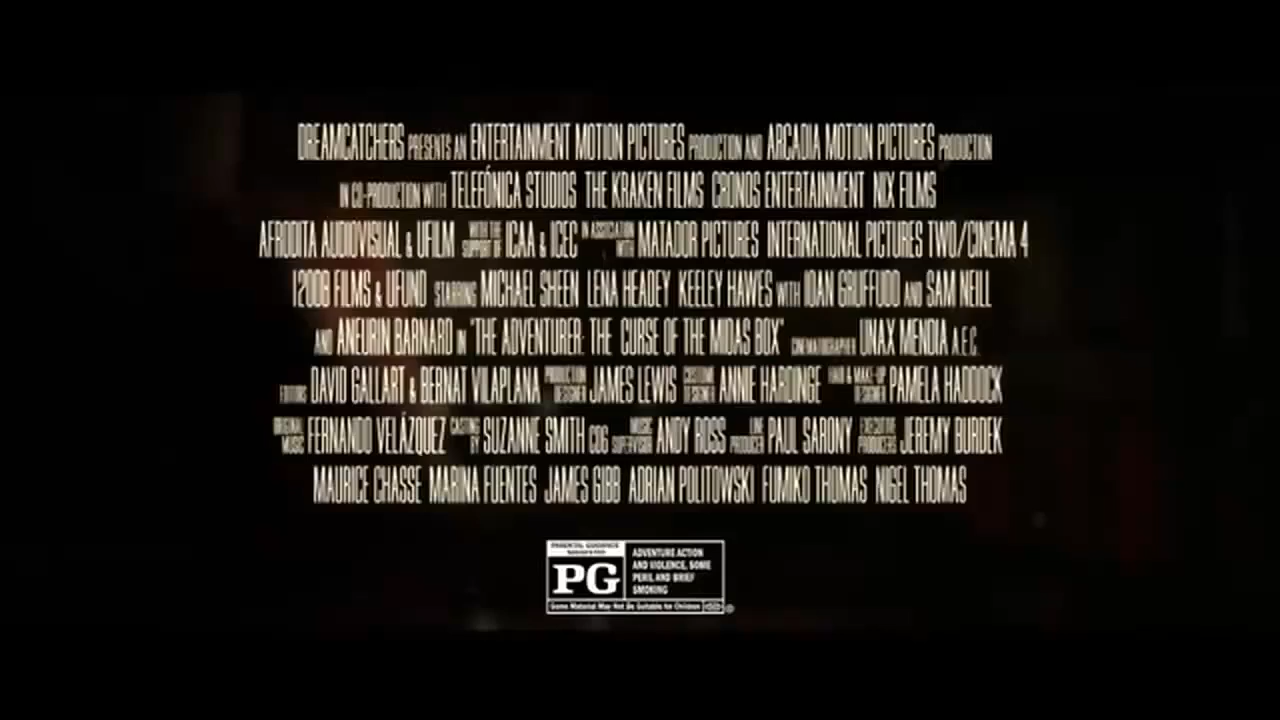 DREAMCATCHERS PRESENTS AN ENTERTAINMENT MOTION PICTURES PRODUCTION AND ARCADIA MOTION PICTURES PRODUCTION
IN CO-PRODUCTION WITH TELEFÓNICA STUDIOS THE KRAKEN FILMS CRONOS ENTERTAINMENT NIX FILMS
AFRODITA AUDIOVISUAL & UFILM WITH THE SUPPORT OF ICAA & ICEC IN ASSOCIATION WITH MATADOR PICTURES INTERNATIONAL PICTURES TWO/CINEMA 4
120DB FILMS & UFUND STARRING MICHAEL SHEEN LENA HEADEY KEELEY HAWES WITH IOAN GRUFFUDD AND SAM NEILL
AND ANEURIN BARNARD IN "THE ADVENTURER: THE CURSE OF THE MIDAS BOX" CINEMATOGRAPHER UNAX MENDIA A.E.C.
EDITORS DAVID GALLART & BERNAT VILAPLANA PRODUCTION DESIGNER JAMES LEWIS COSTUME DESIGNER ANNIE HARDINGE HAIR & MAKE-UP DESIGNER PAMELA HADDOCK
ORIGINAL MUSIC FERNANDO VELÁZQUEZ CASTING BY SUZANNE SMITH CDG MUSIC SUPERVISOR ANDY ROSS LINE PRODUCER PAUL SARONY EXECUTIVE PRODUCERS JEREMY BURDEK
MAURICE CHASSE MARINA FUENTES JAMES GIBB ADRIAN POLITOWSKI FUMIKO THOMAS NIGEL THOMAS
PARENTAL GUIDANCE SUGGESTED
PG
ADVENTURE ACTION
AND VIOLENCE, SOME
PERIL AND BRIEF
SMOKING
Some Material May Not Be Suitable for Children